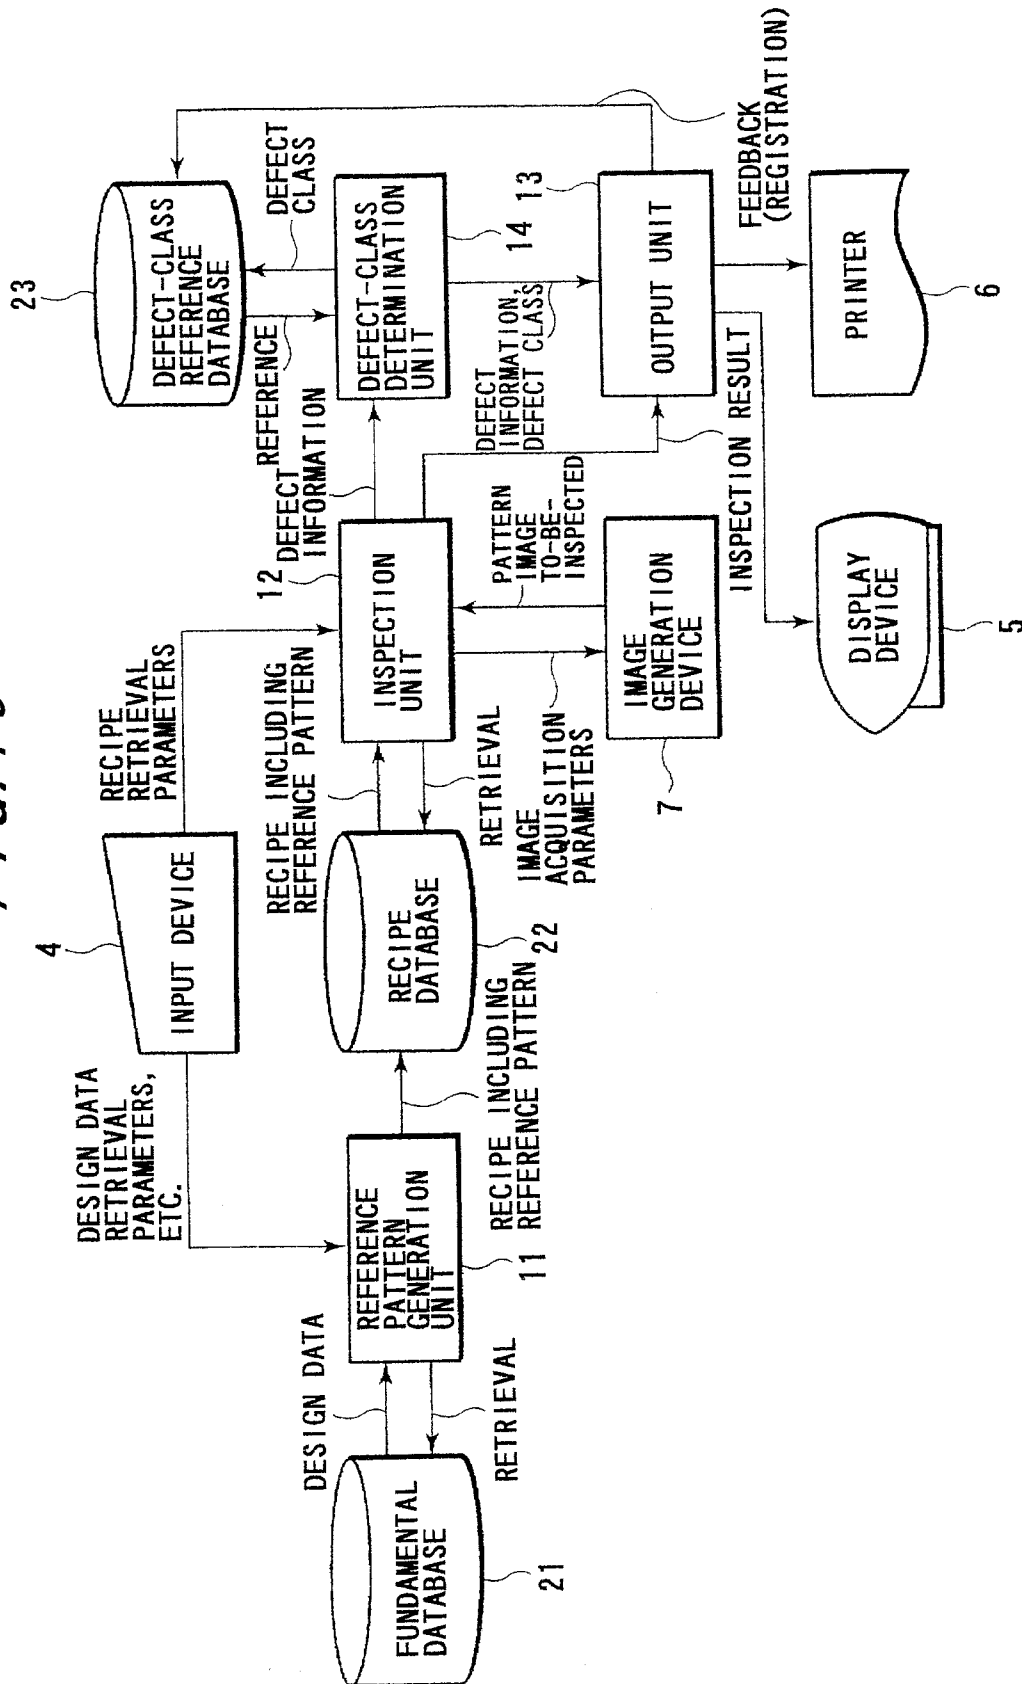 4
INPUT DEVICE
DESIGN DATA
RETRIEVAL
PARAMETERS,
ETC.
RECIPE
RETRIEVAL
PARAMETERS
FUNDAMENTAL
DATABASE
21
DESIGN DATA
RETRIEVAL
REFERENCE
PATTERN
GENERATION
UNIT
11
RECIPE INCLUDING
REFERENCE PATTERN
RECIPE
DATABASE
22
RECIPE INCLUDING
REFERENCE PATTERN
RETRIEVAL
12
INSPECTION
UNIT
IMAGE
ACQUISITION
PARAMETERS
PATTERN
IMAGE
TO-BE-
INSPECTED
IMAGE
GENERATION
DEVICE
7
DEFECT
INFORMATION
23
DEFECT-CLASS
REFERENCE
DATABASE
REFERENCE
DEFECT
CLASS
DEFECT-CLASS
DETERMINATION
UNIT
14
DEFECT
INFORMATION,
DEFECT CLASS
13
OUTPUT UNIT
INSPECTION RESULT
FEEDBACK
(REGISTRATION)
DISPLAY
DEVICE
5
PRINTER
6